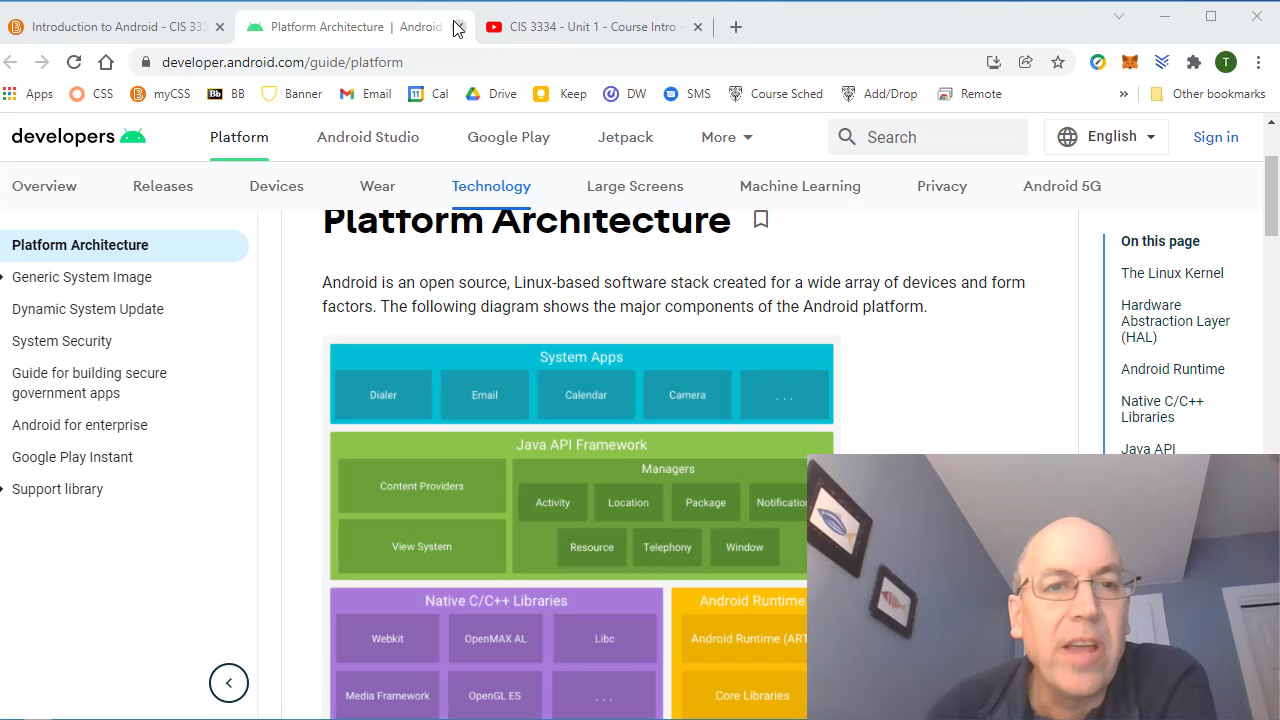 Introduction to Android - CIS 333
Platform Architecture | Android
CIS 3334 - Unit 1 - Course Intro -
developer.android.com/guide/platform
T
Apps
CSS
myCSS
Bb
BB
Banner
Email
Cal
Drive
Keep
DW
SMS
Course Sched
Add/Drop
Remote
»
Other bookmarks
developers
Platform
Android Studio
Google Play
Jetpack
More
Search
English
Sign in
Overview
Releases
Devices
Wear
Technology
Large Screens
Machine Learning
Privacy
Android 5G
Platform Architecture
Generic System Image
Dynamic System Update
System Security
Guide for building secure
government apps
Android for enterprise
Google Play Instant
Support library
Platform Architecture
Android is an open source, Linux-based software stack created for a wide array of devices and form
factors. The following diagram shows the major components of the Android platform.
System Apps
Dialer
Email
Calendar
Camera
. . .
Java API Framework
Content Providers
View System
Managers
Activity
Location
Package
Notification
Resource
Telephony
Window
Native C/C++ Libraries
Webkit
OpenMAX AL
Libc
Media Framework
OpenGL ES
. . .
Android Runtime
Android Runtime (ART
Core Libraries
On this page
The Linux Kernel
Hardware
Abstraction Layer
(HAL)
Android Runtime
Native C/C++
Libraries
Java API